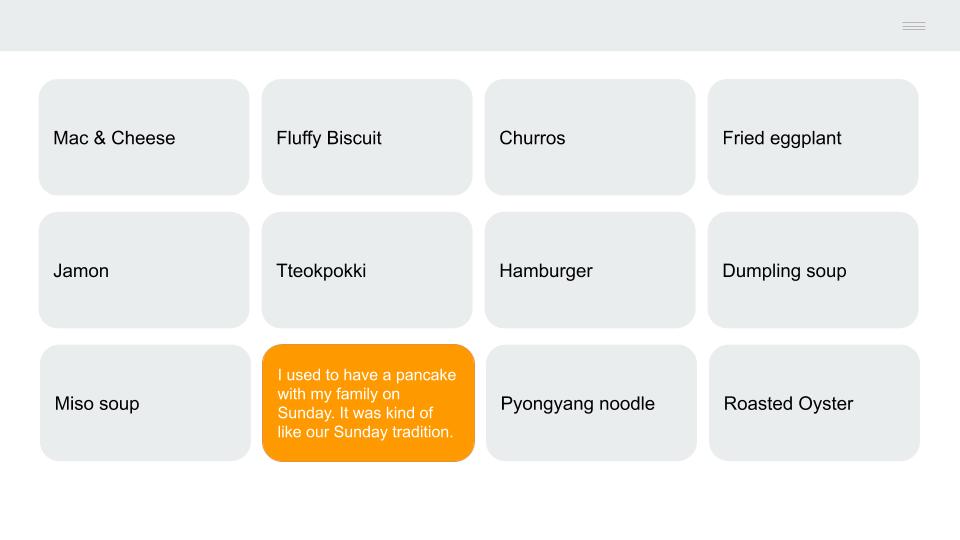 Mac & Cheese
Fluffy Biscuit
Churros
Fried eggplant
Jamon
Tteokpokki
Hamburger
Dumpling soup
Miso soup
I used to have a pancake
with my family on
Sunday. It was kind of
like our Sunday tradition.
Pyongyang noodle
Roasted Oyster